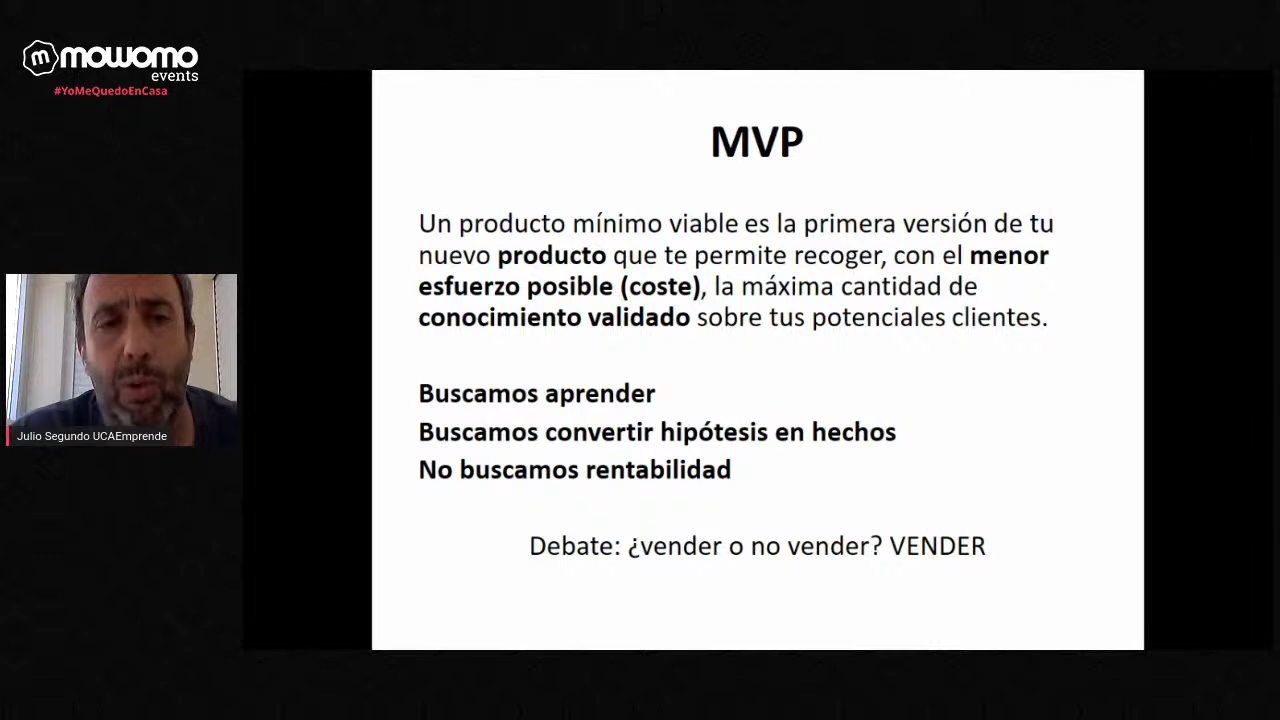 mowomo
events
#YoMeQuedoEnCasa
MVP
Un producto mínimo viable es la primera versión de tu
nuevo producto que te permite recoger, con el menor
esfuerzo posible (coste), la máxima cantidad de
conocimiento validado sobre tus potenciales clientes.
Buscamos aprender
Buscamos convertir hipótesis en hechos
No buscamos rentabilidad
Debate: ¿vender o no vender? VENDER
Julio Segundo UCAEmprende